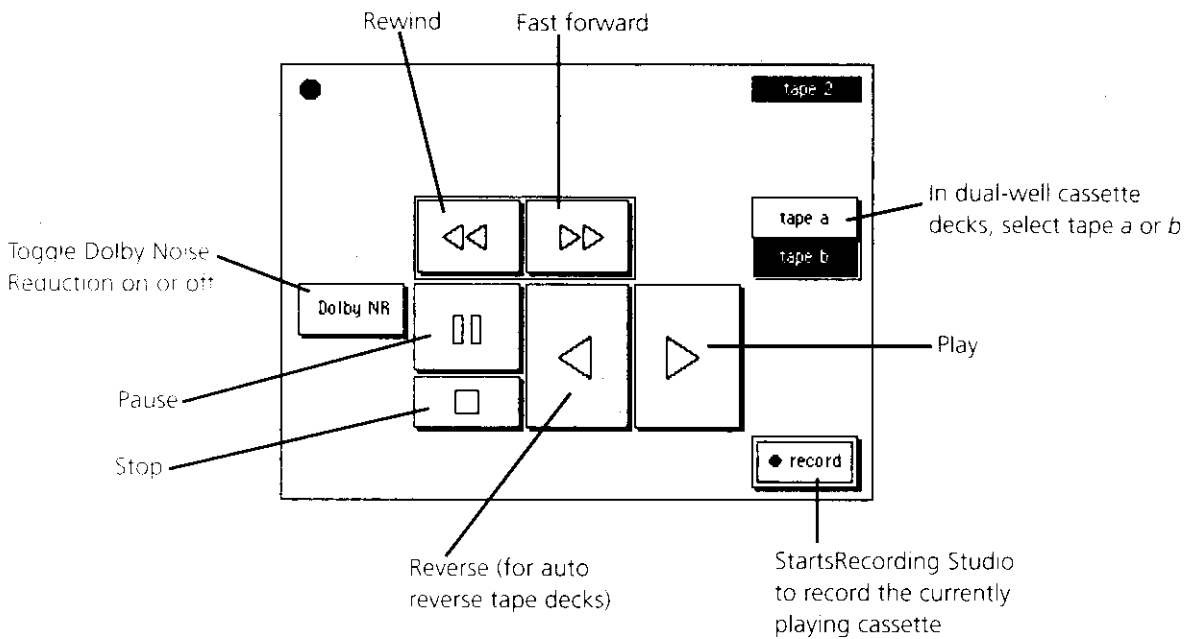 Rewind
Fast forward
tape 2
In dual-well cassette
decks, select tape a or b
tape a
tape b
Toggle Dolby Noise
Reduction on or off
Dolby NR
Play
Pause
Stop
record
Reverse (for auto
reverse tape decks)
StartsRecording Studio
to record the currently
playing cassette